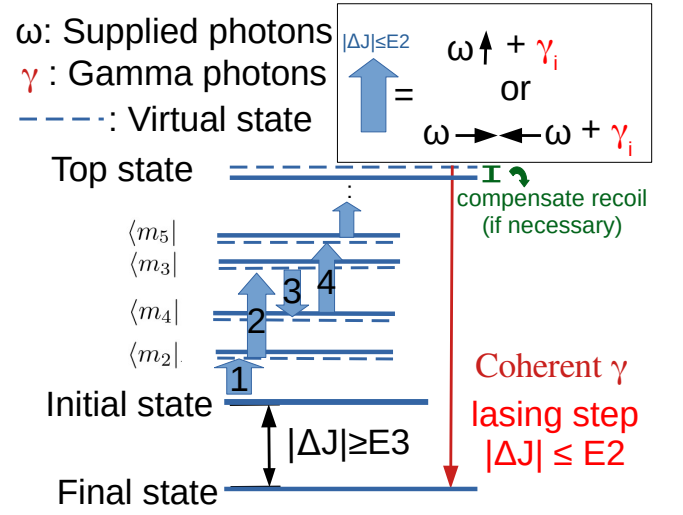 ω: Supplied photons
γ : Gamma photons
: Virtual state
|ΔJ|≤E2
=
ω + γi
or
ω ω + γi
Top state
compensate recoil
(if necessary)
:
⟨m5|
⟨m3|
3
4
⟨m4|
2
⟨m2|.
1
Initial state
Coherent γ
lasing step
|ΔJ| ≤ E2
|ΔJ|≥E3
Final state